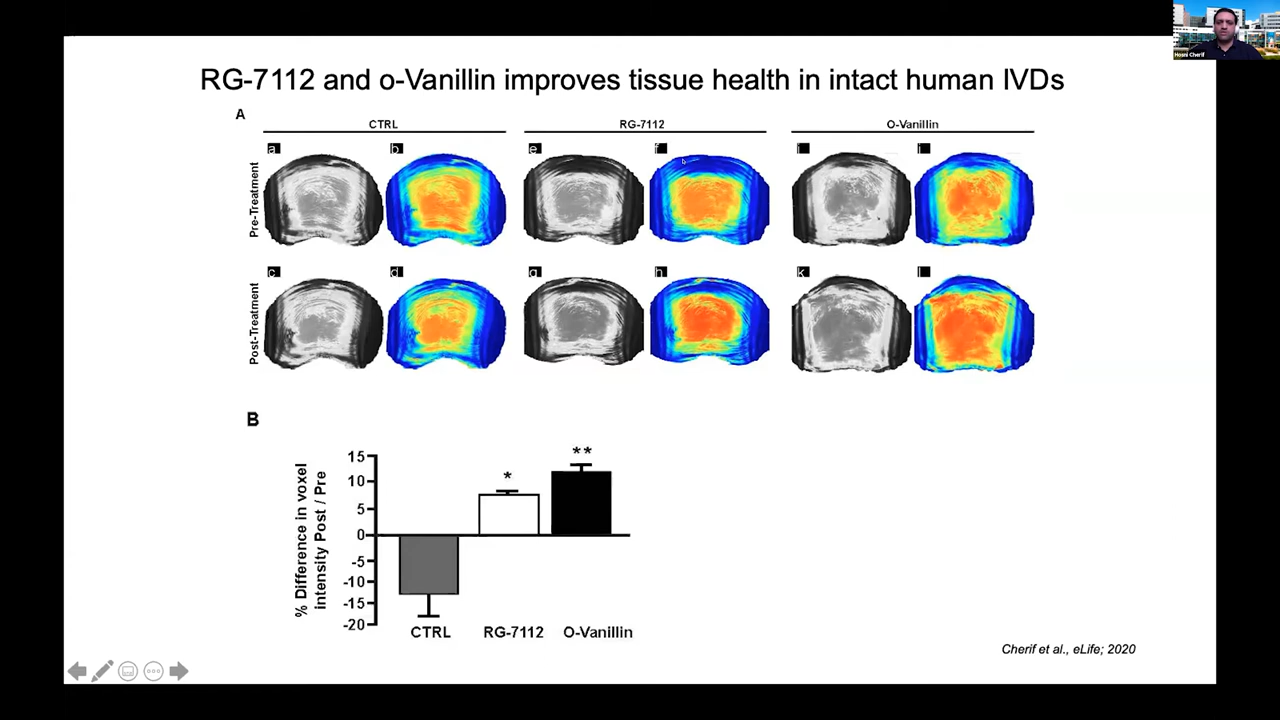 Hosni Cherif
RG-7112 and o-Vanillin improves tissue health in intact human IVDs
A
CTRL
RG-7112
O-Vanillin
Pre-Treatment
a
b
e
f
i
Post-Treatment
c
d
g
h
k
l
B
% Difference in voxel
intensity Post / Pre
15
10
5
0
-5
-10
-15
-20
*
**
CTRL
RG-7112
O-Vanillin
Cherif et al., eLife; 2020